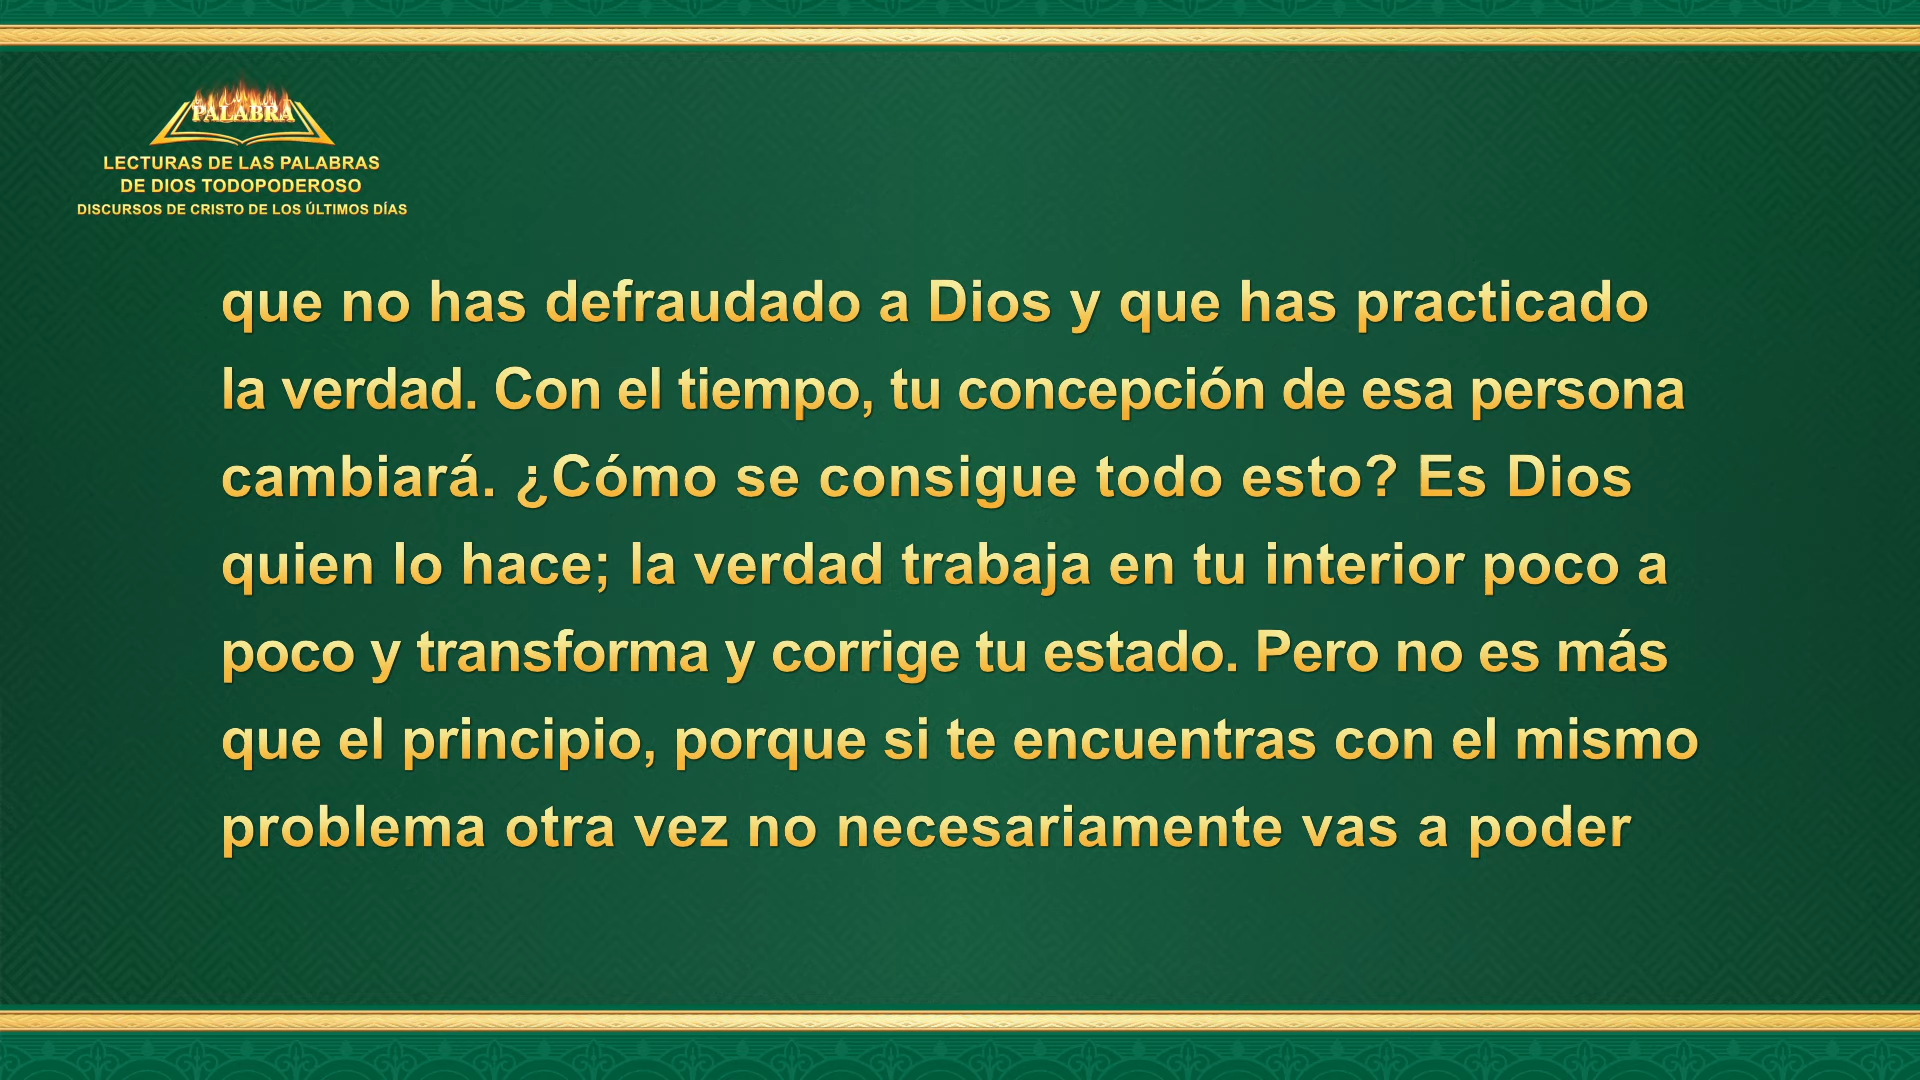 PALABRA
LECTURAS DE LAS PALABRAS
DE DIOS TODOPODEROSO
DISCURSOS DE CRISTO DE LOS ÚLTIMOS DÍAS
que no has defraudado a Dios y que has practicado
la verdad. Con el tiempo, tu concepción de esa persona
cambiará. ¿Cómo se consigue todo esto? Es Dios
quien lo hace; la verdad trabaja en tu interior poco a
poco y transforma y corrige tu estado. Pero no es más
que el principio, porque si te encuentras con el mismo
problema otra vez no necesariamente vas a poder